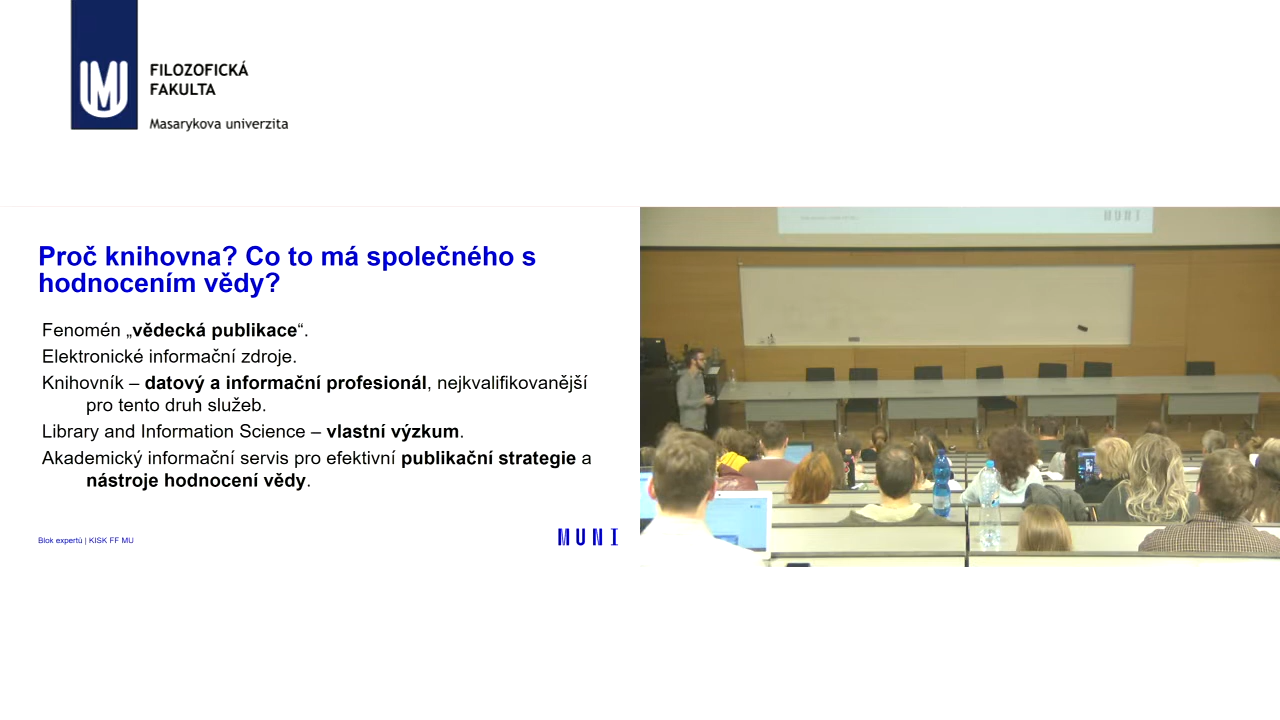 FILOZOFICKÁ
FAKULTA
Masarykova univerzita
Proč knihovna? Co to má společného s
hodnocením vědy?
Fenomén „vědecká publikace“.
Elektronické informační zdroje.
Knihovník – datový a informační profesionál, nejkvalifikovanější
pro tento druh služeb.
Library and Information Science – vlastní výzkum.
Akademický informační servis pro efektivní publikační strategie a
nástroje hodnocení vědy.
Blok expertů | KISK FF MU
MUNI
MUNI